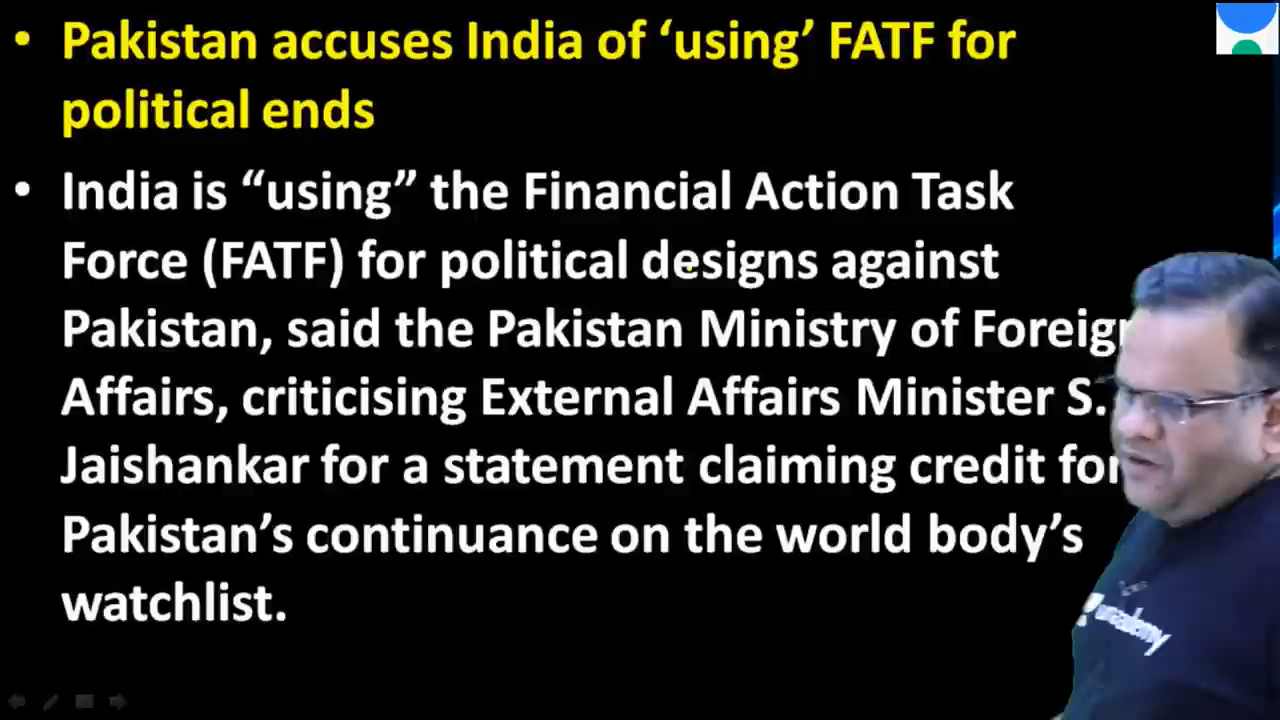 • Pakistan accuses India of ‘using’ FATF for
political ends
• India is “using” the Financial Action Task
Force (FATF) for political designs against
Pakistan, said the Pakistan Ministry of Foreign
Affairs, criticising External Affairs Minister S.
Jaishankar for a statement claiming credit for
Pakistan’s continuance on the world body’s
watchlist.
unacademy